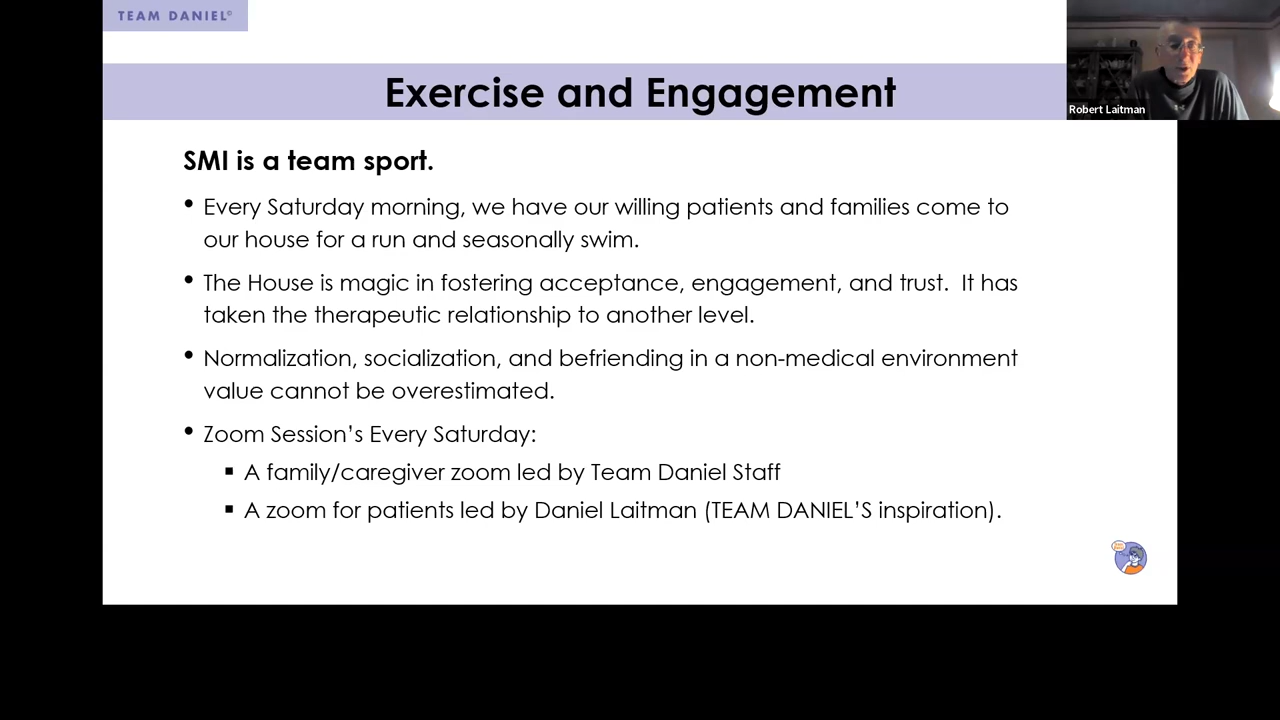 TEAM DANIEL©
Exercise and Engagement
Robert Laitman
SMI is a team sport.
• Every Saturday morning, we have our willing patients and families come to
our house for a run and seasonally swim.
• The House is magic in fostering acceptance, engagement, and trust.  It has
taken the therapeutic relationship to another level.
• Normalization, socialization, and befriending in a non-medical environment
value cannot be overestimated.
• Zoom Session’s Every Saturday:
▪ A family/caregiver zoom led by Team Daniel Staff
▪ A zoom for patients led by Daniel Laitman (TEAM DANIEL’S inspiration).